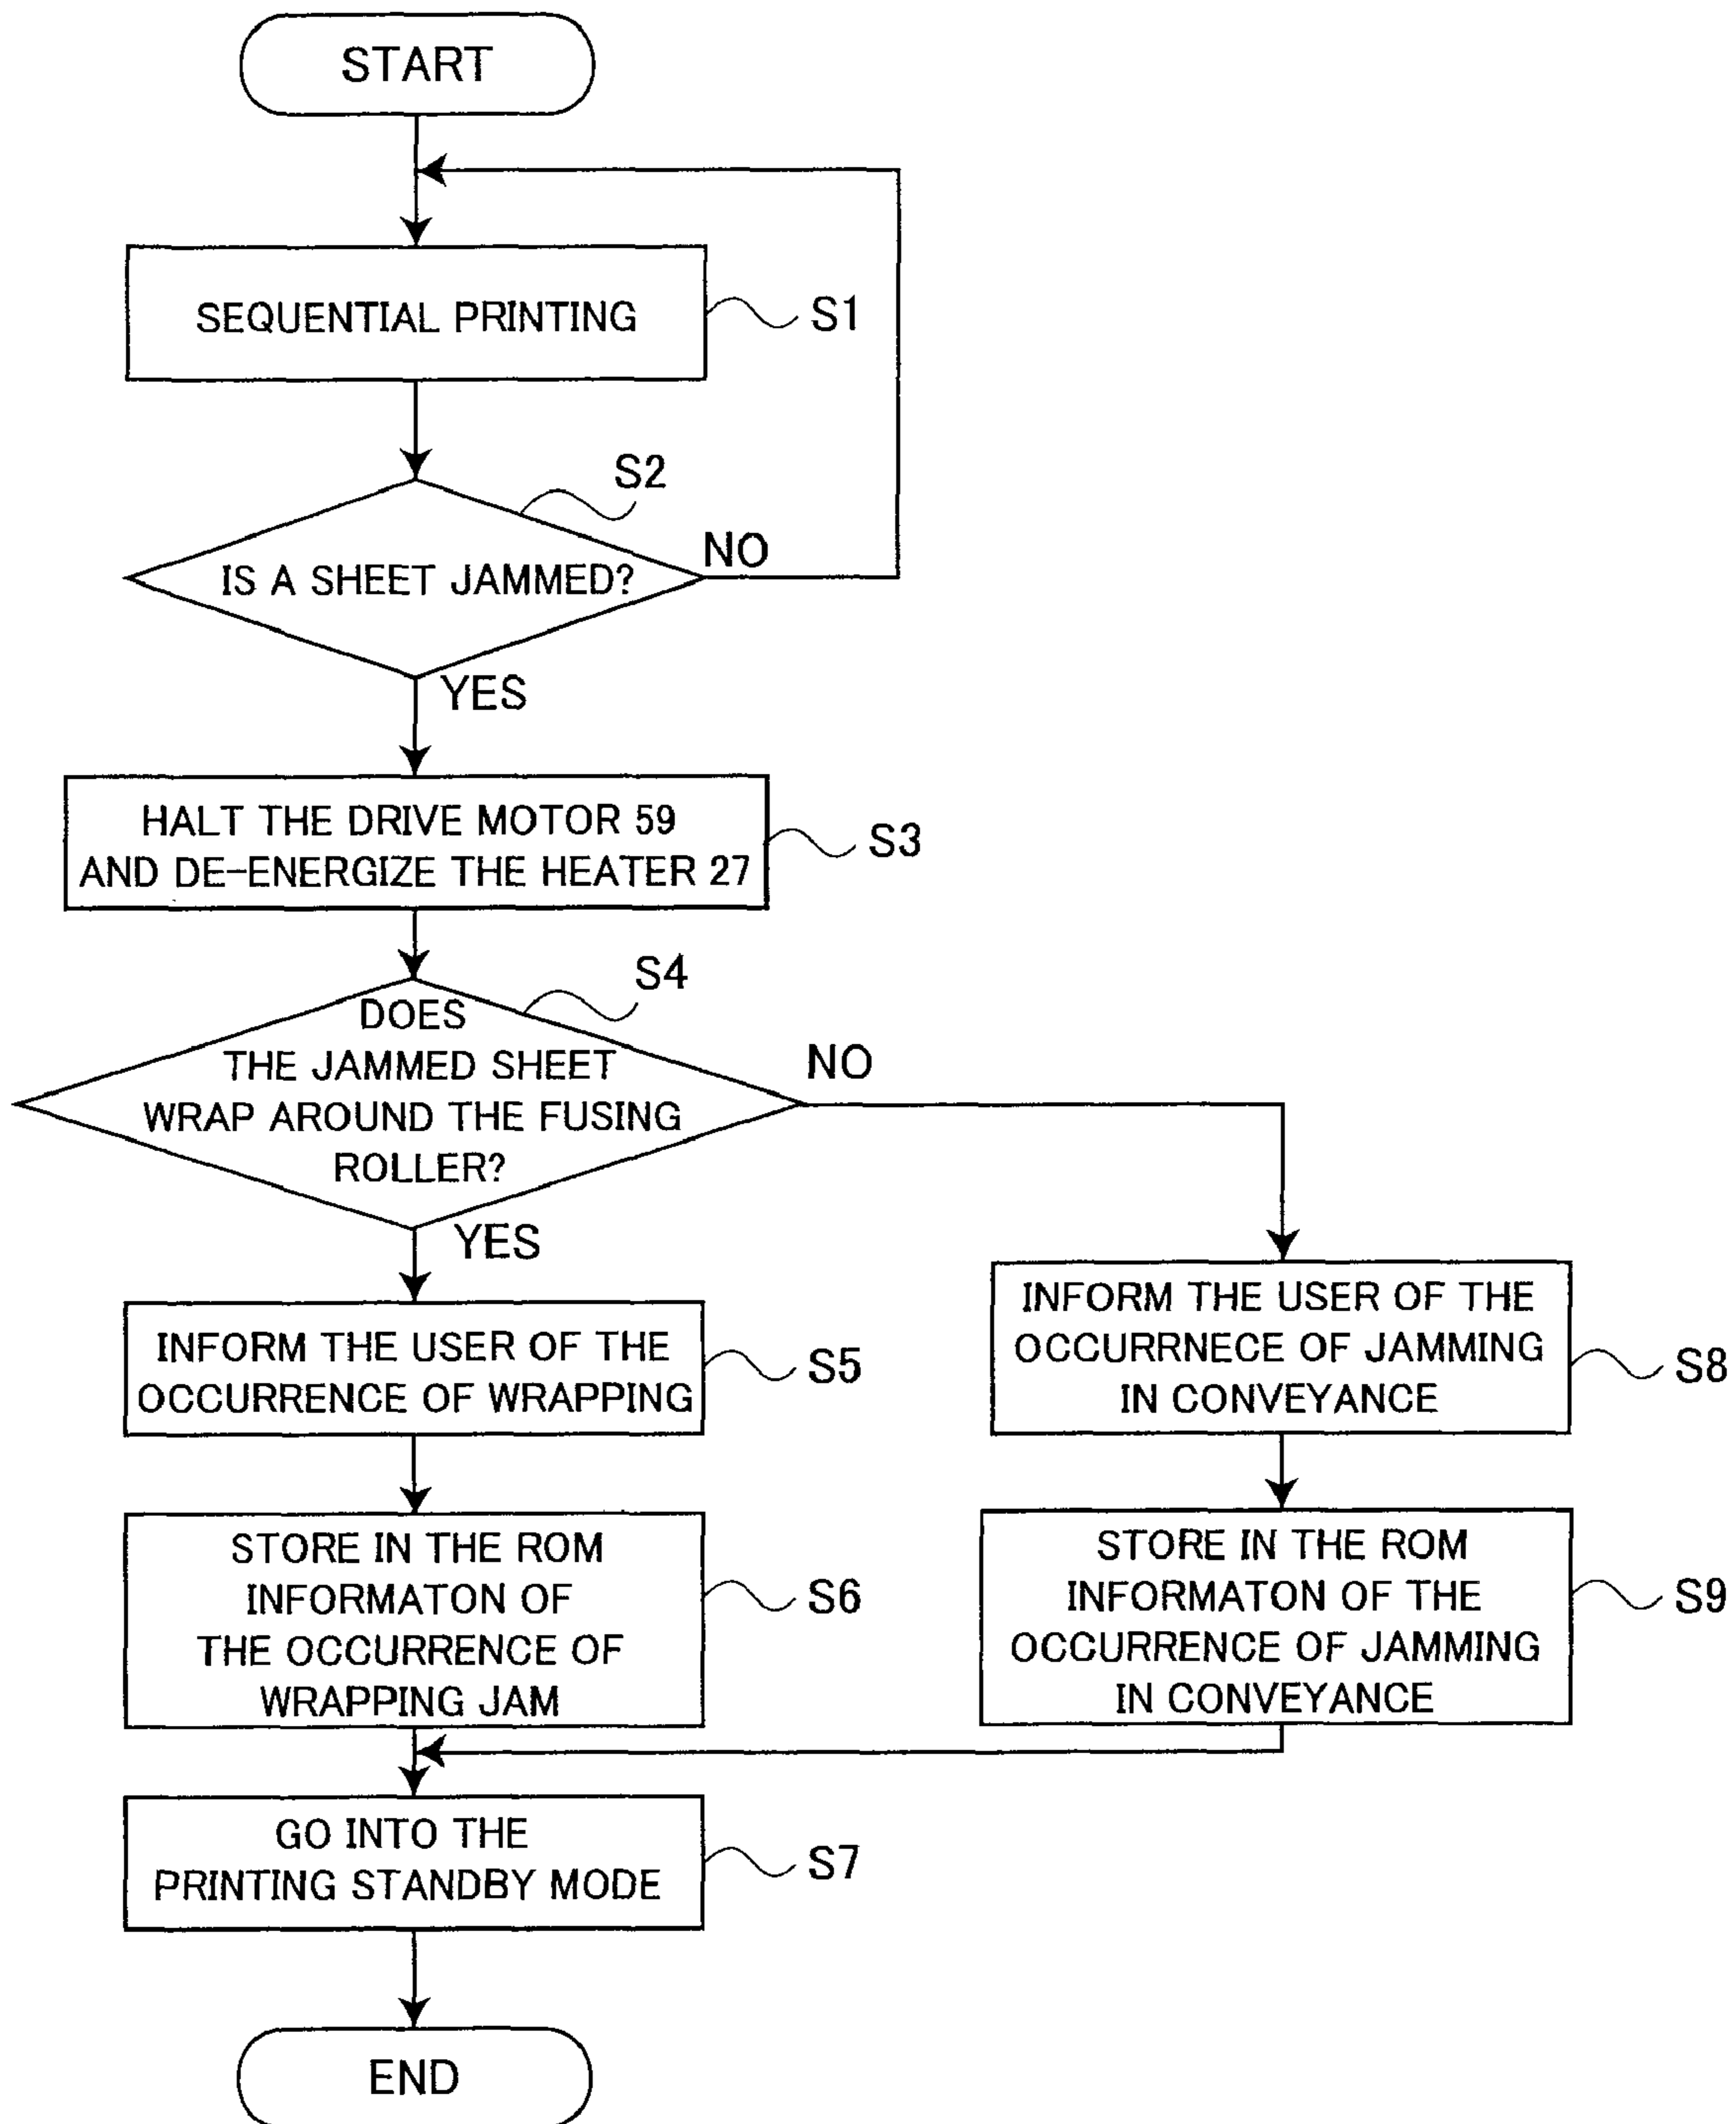 START
SEQUENTIAL PRINTING
S1
S2
IS A SHEET JAMMED?
NO
YES
HALT THE DRIVE MOTOR 59
AND DE-ENERGIZE THE HEATER 27
S3
S4
DOES
THE JAMMED SHEET
WRAP AROUND THE FUSING
ROLLER?
NO
YES
INFORM THE USER OF THE
OCCURRENCE OF WRAPPING
S5
INFORM THE USER OF THE
OCCURRNECE OF JAMMING
IN CONVEYANCE
S8
STORE IN THE ROM
INFORMATON OF
THE OCCURRENCE OF
WRAPPING JAM
S6
STORE IN THE ROM
INFORMATON OF THE
OCCURRENCE OF JAMMING
IN CONVEYANCE
S9
GO INTO THE
PRINTING STANDBY MODE
S7
END